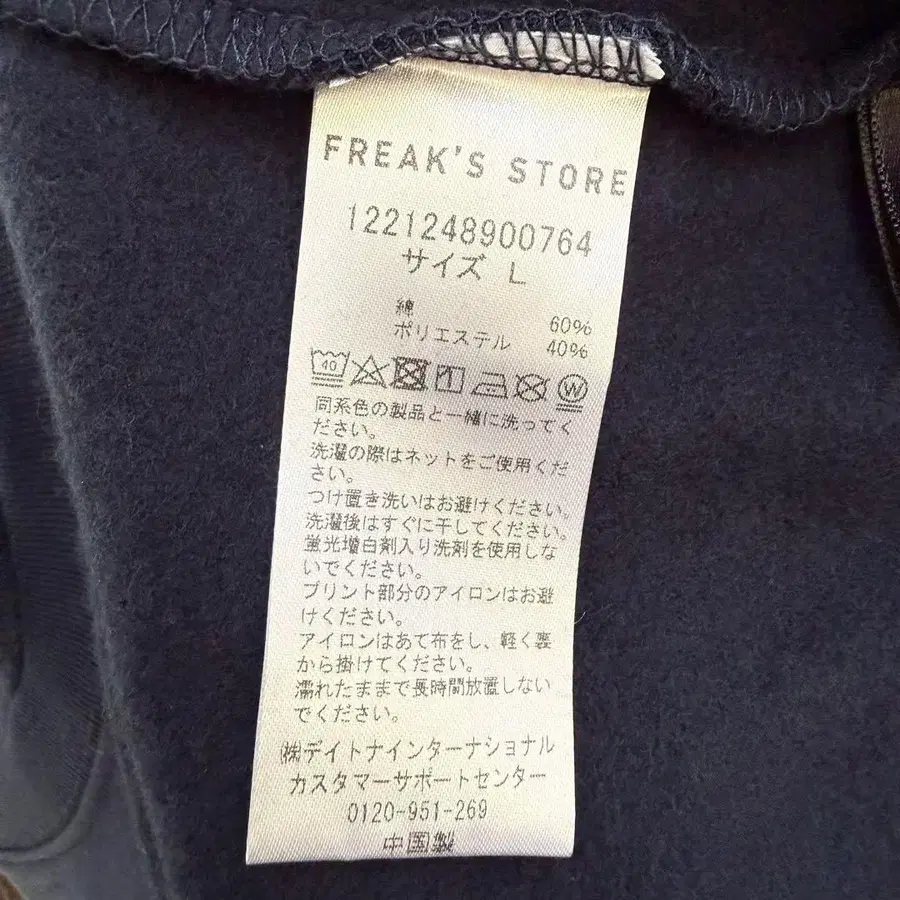 FREAK'S STORE
1221248900764
サイズ L
綿 60%
ポリエステル 40%
40
W
同系色の製品と一緒に洗ってく
ださい。
洗濯の際はネットをご使用くだ
さい。
つけ置き洗いはお避けください。
洗濯後はすぐに干してください。
蛍光増白剤入り洗剤を使用しな
いでください。
プリント部分のアイロンはお避
けください。
アイロンはあて布をし、軽く裏
から掛けてください。
濡れたままで長時間放置しない
でください。
㈱デイトナインターナショナル
カスタマーサポートセンター
0120-951-269
中国製